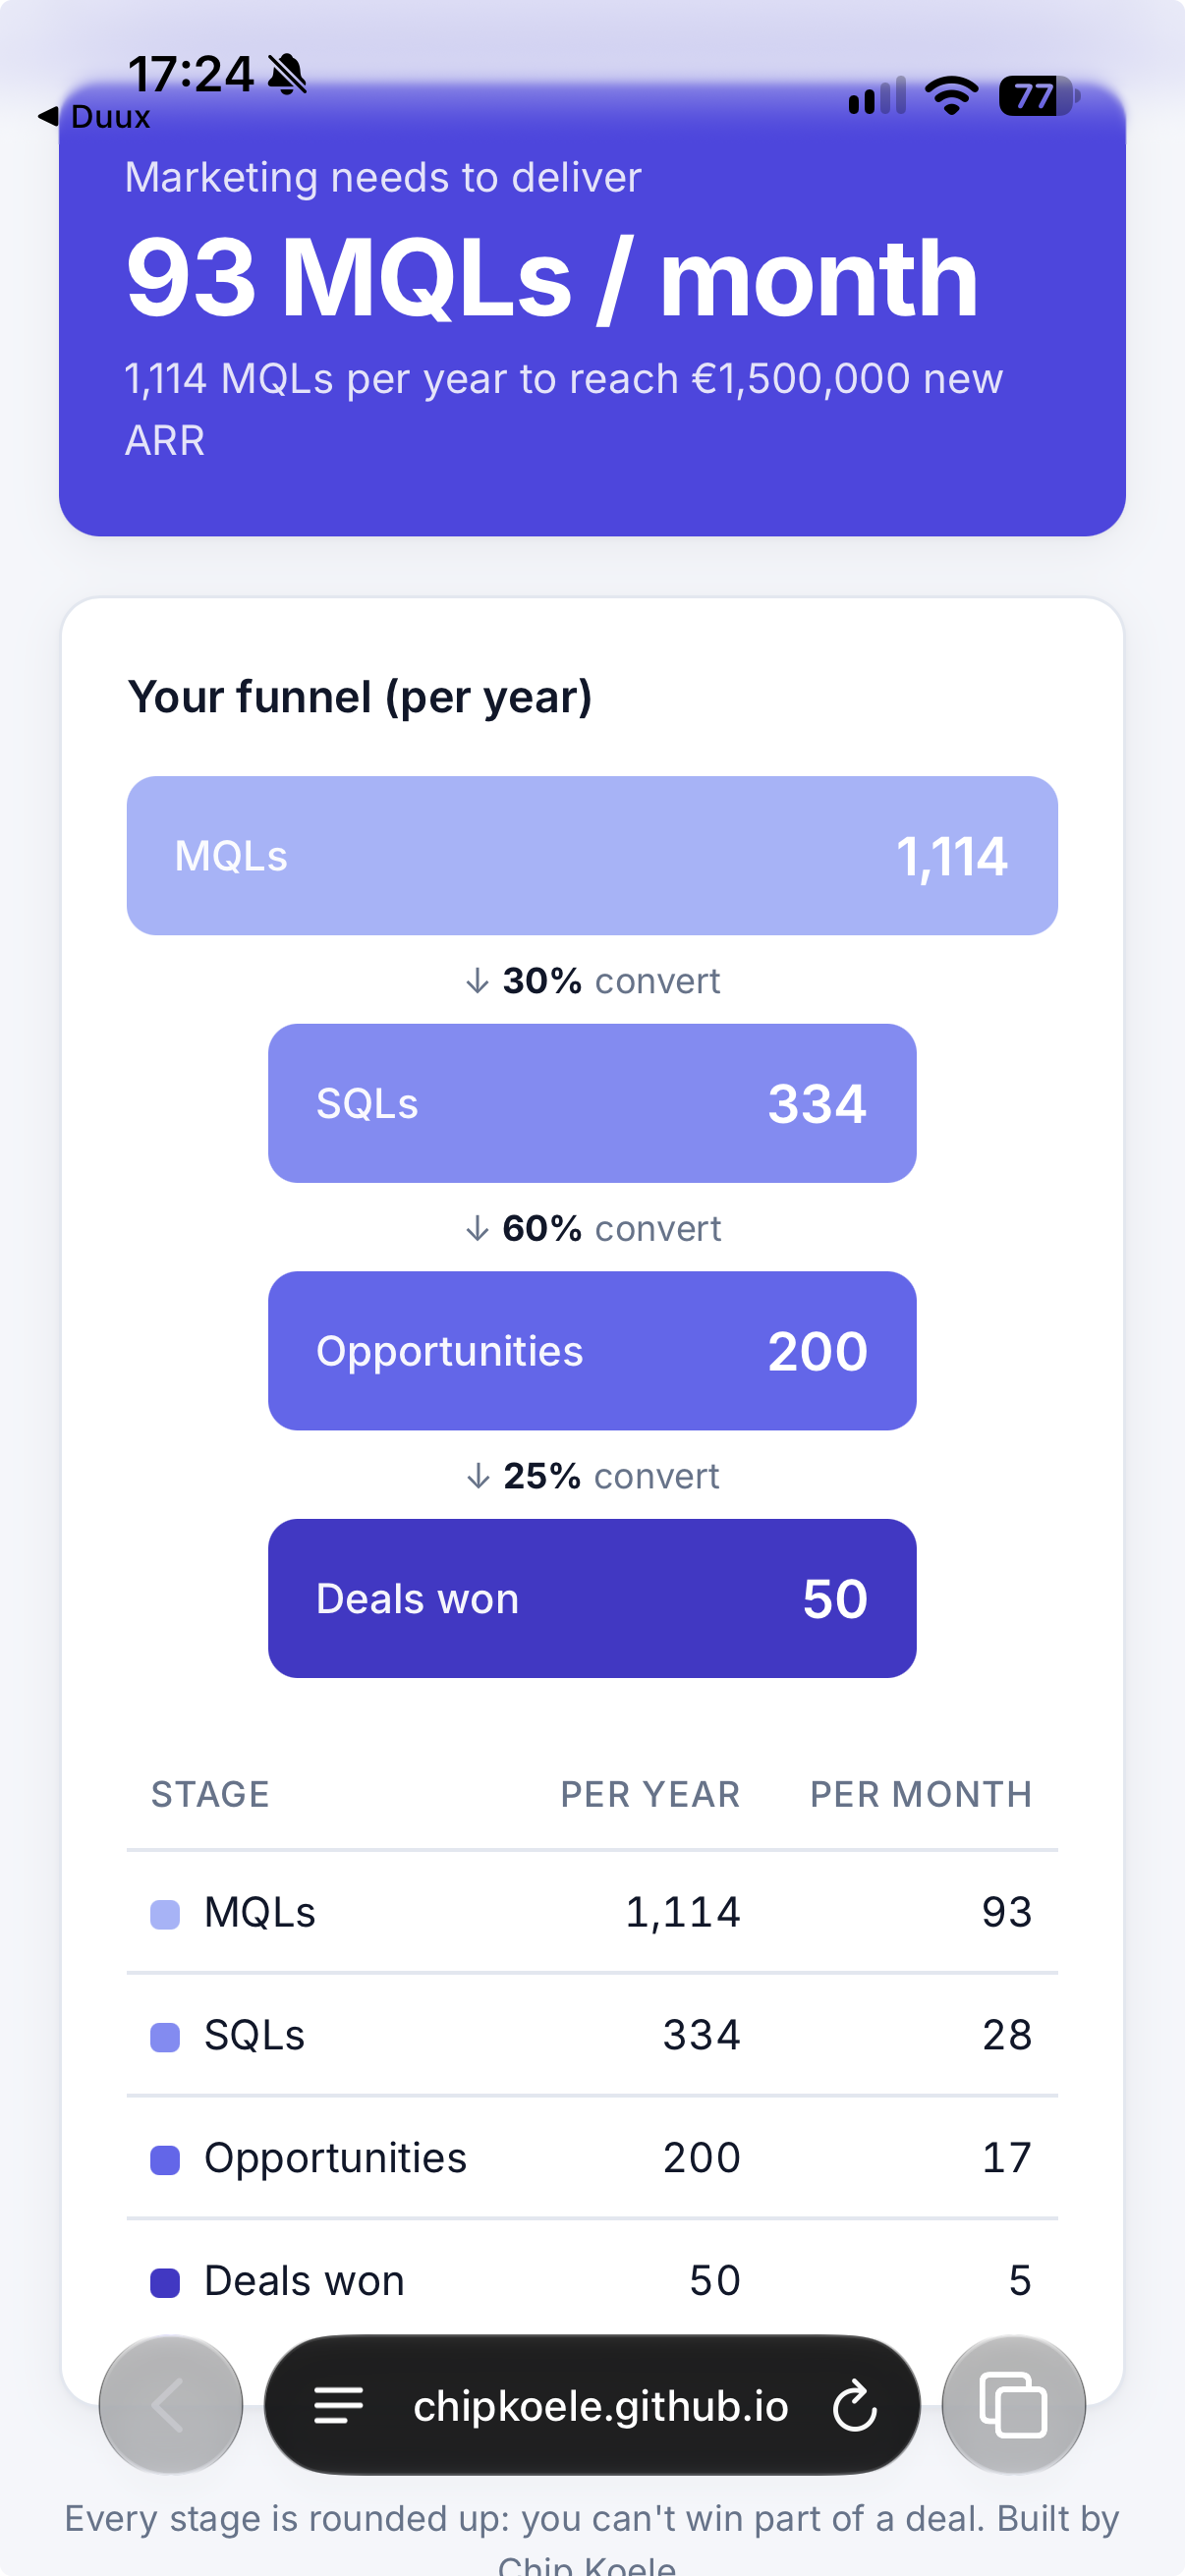 17:24
◀ Duux
77
Marketing needs to deliver
93 MQLs / month
1,114 MQLs per year to reach €1,500,000 new
ARR
Your funnel (per year)
MQLs 1,114
↓ 30% convert
SQLs 334
↓ 60% convert
Opportunities 200
↓ 25% convert
Deals won 50
STAGE PER YEAR PER MONTH
MQLs 1,114 93
SQLs 334 28
Opportunities 200 17
Deals won 50 5
chipkoele.github.io
Every stage is rounded up: you can't win part of a deal. Built by
Chip Koele